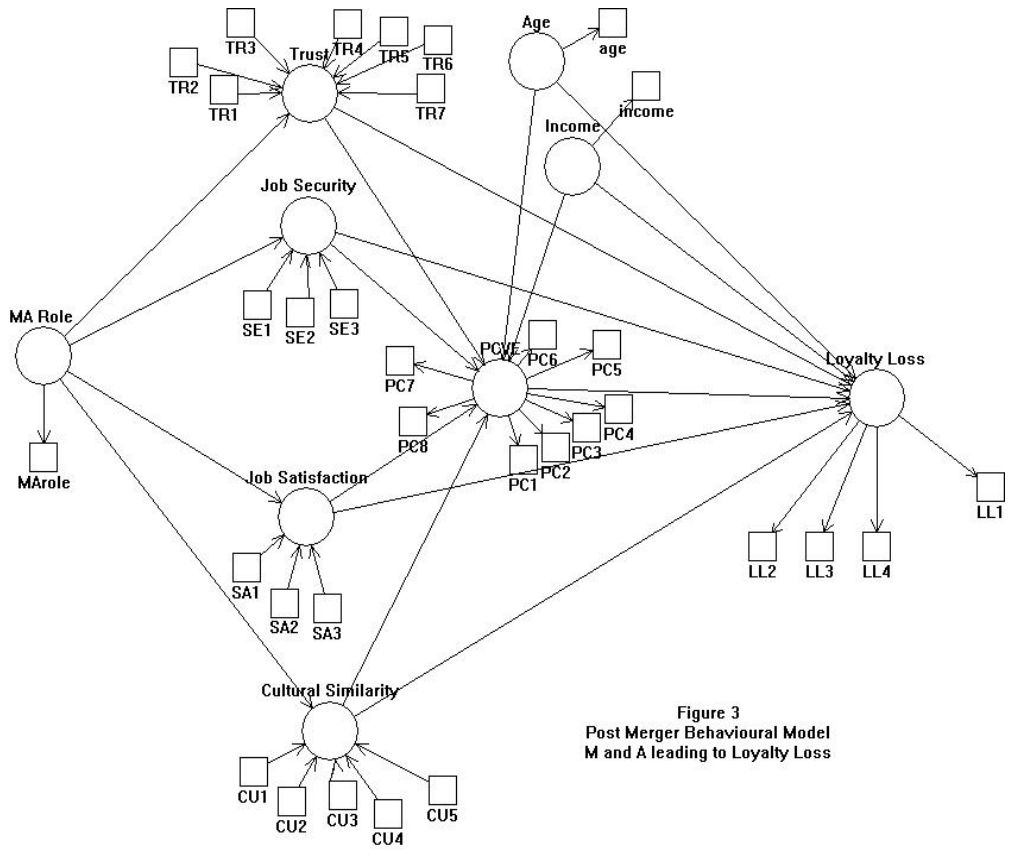 Age
TR3
TR4
TR5
TR6
age
Trust
TR2
TR1
TR7
income
Income
Job Security
SE1
SE2
SE3
MA Role
PCVE
PC6
PC5
Loyalty Loss
PC7
PC8
PC4
PC3
PC2
PC1
MArole
Job Satisfaction
LL1
LL2
LL3
LL4
SA1
SA2
SA3
Cultural Similarity
Figure 3
Post Merger Behavioural Model
M and A leading to Loyalty Loss
CU1
CU2
CU3
CU4
CU5